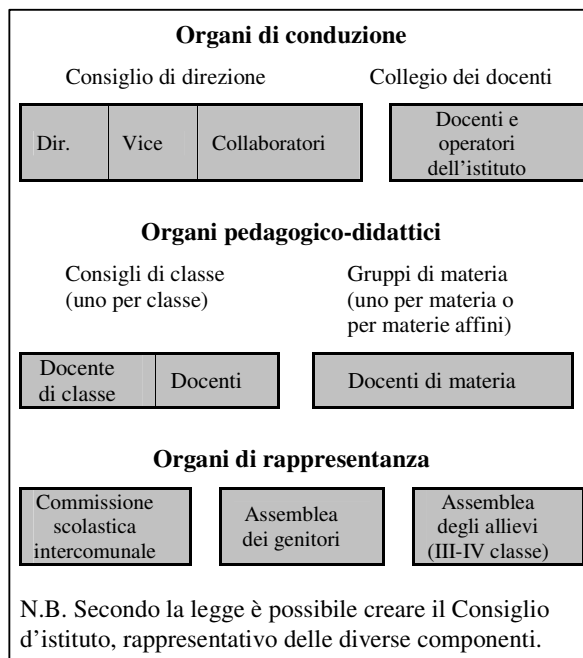 Organi di conduzione
Consiglio di direzione
Collegio dei docenti
Dir.
Vice
Collaboratori
Docenti e
operatori
dell'istituto
Organi pedagogico-didattici
Consigli di classe
(uno per classe)
Gruppi di materia
(uno per materia o
per materie affini)
Docente
di classe
Docenti
Docenti di materia
Organi di rappresentanza
Commissione
scolastica
intercomunale
Assemblea
dei genitori
Assemblea
degli allievi
(III-IV classe)
N.B. Secondo la legge è possibile creare il Consiglio
d'istituto, rappresentativo delle diverse componenti.